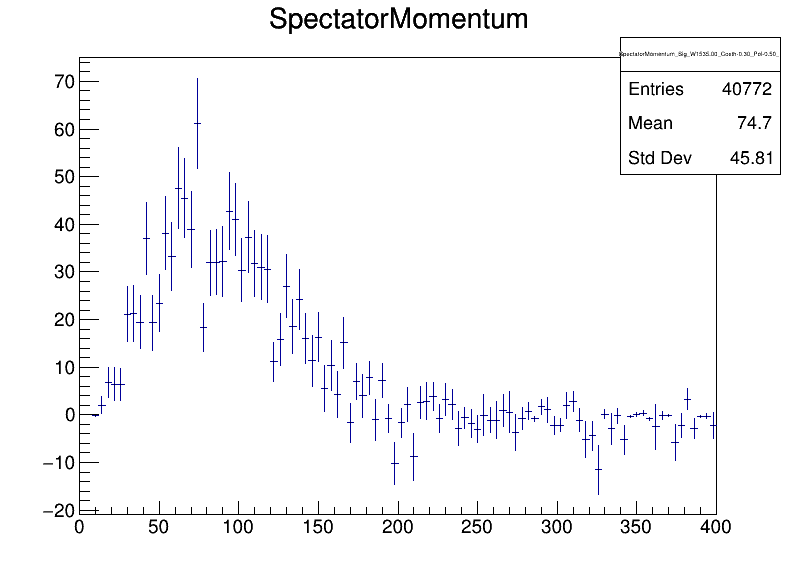 SpectatorMomentum
SpectatorMomentum_Sig_W1535.00_Costh-0.30_Pol-0.50_
Entries 40772
Mean 74.7
Std Dev 45.81
70
60
50
40
30
20
10
0
−10
−20
0 50 100 150 200 250 300 350 400